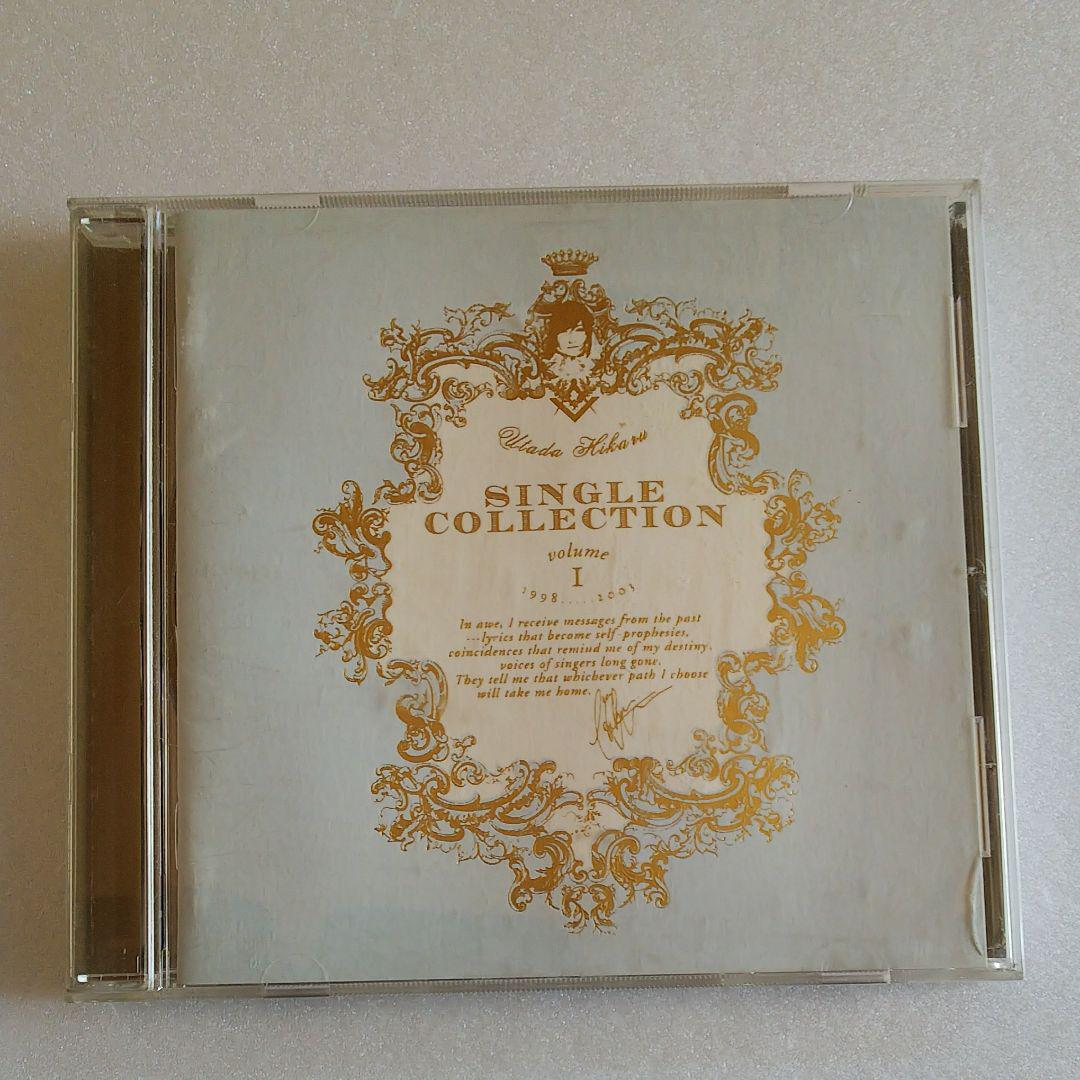 Utada Hikaru
SINGLE
COLLECTION
volume
I
1998.....2003
In awe, I receive messages from the past
---lyrics that become self-prophesies,
coincidences that remind me of my destiny,
voices of singers long gone.
They tell me that whichever path I choose
will take me home.